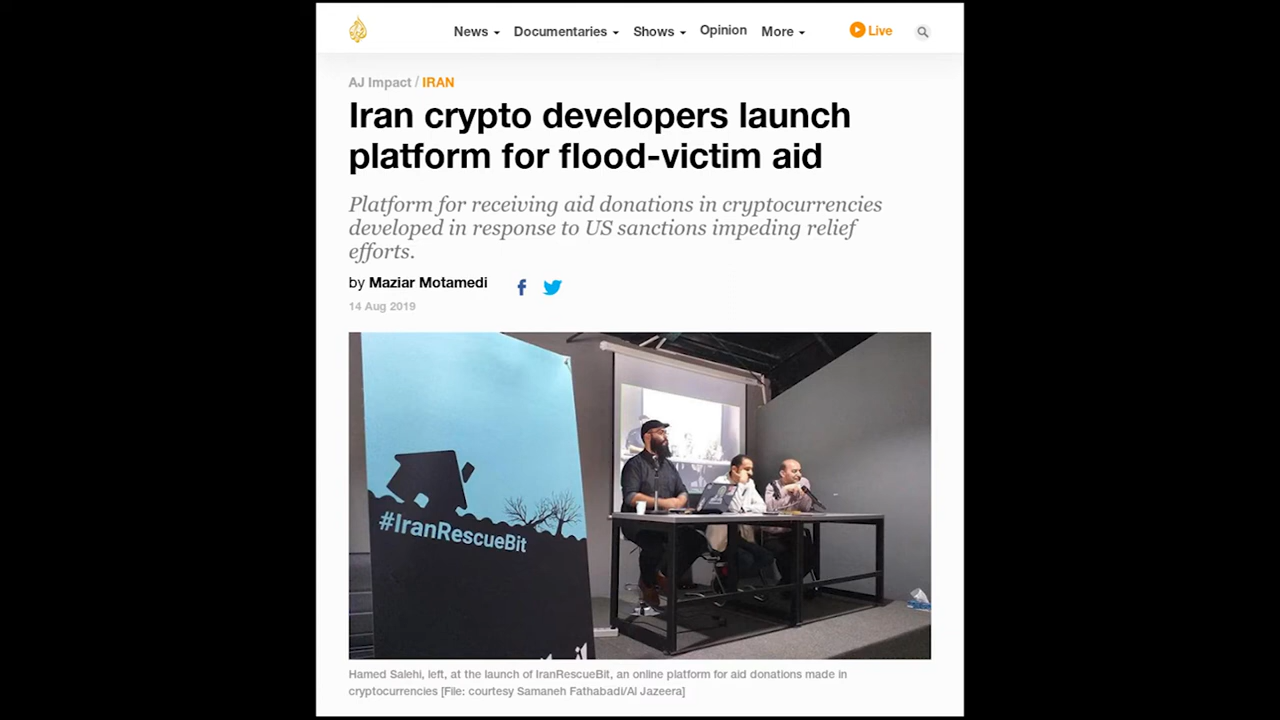 News Documentaries Shows Opinion More Live
AJ Impact / IRAN
Iran crypto developers launch
platform for flood-victim aid
Platform for receiving aid donations in cryptocurrencies
developed in response to US sanctions impeding relief
efforts.
by Maziar Motamedi
14 Aug 2019
#IranRescueBit
Hamed Salehi, left, at the launch of IranRescueBit, an online platform for aid donations made in
cryptocurrencies [File: courtesy Samaneh Fathabadi/Al Jazeera]